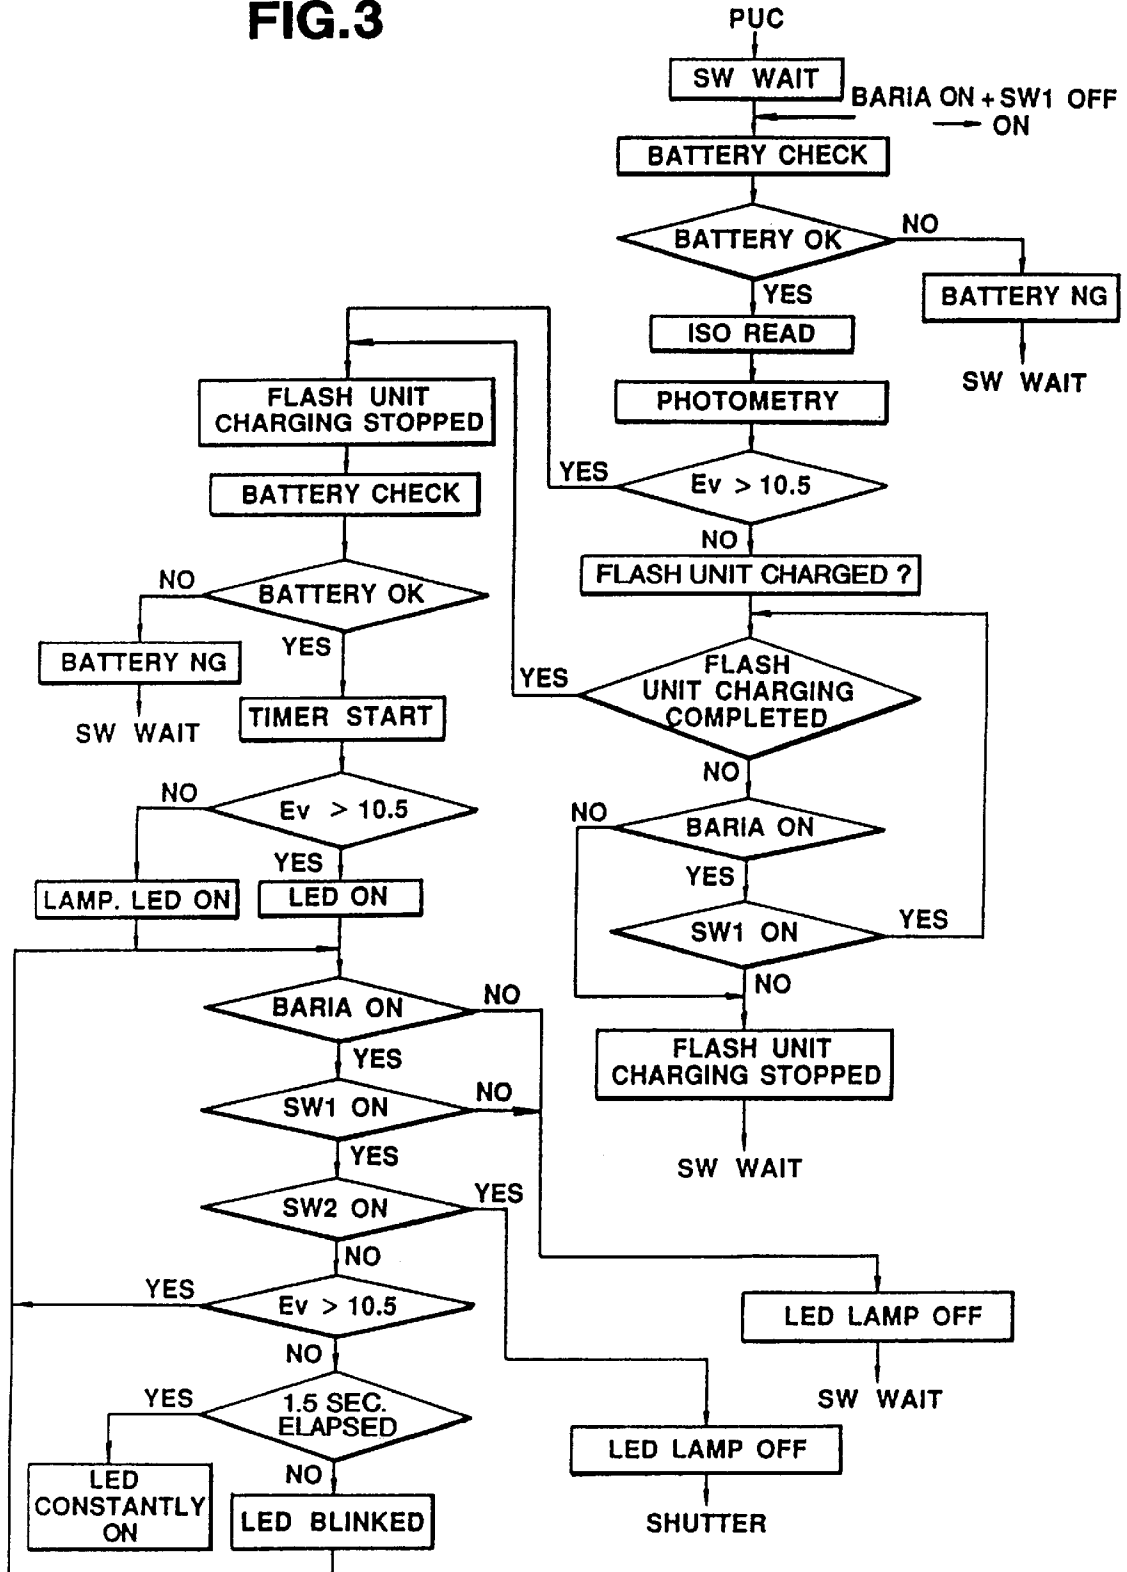 FIG.3
PUC
SW WAIT
BARIA ON + SW1 OFF
→ ON
BATTERY CHECK
BATTERY OK
NO
BATTERY NG
SW WAIT
YES
ISO READ
PHOTOMETRY
Ev > 10.5
YES
NO
FLASH UNIT CHARGED ?
FLASH
UNIT CHARGING
COMPLETED
YES
NO
BARIA ON
NO
YES
SW1 ON
YES
NO
FLASH UNIT
CHARGING STOPPED
SW WAIT
FLASH UNIT
CHARGING STOPPED
BATTERY CHECK
BATTERY OK
NO
BATTERY NG
SW WAIT
YES
TIMER START
Ev > 10.5
NO
YES
LAMP. LED ON
LED ON
BARIA ON
NO
YES
SW1 ON
NO
YES
SW2 ON
YES
NO
Ev > 10.5
YES
NO
1.5 SEC.
ELAPSED
YES
NO
LED
CONSTANTLY
ON
LED BLINKED
LED LAMP OFF
SW WAIT
LED LAMP OFF
SHUTTER